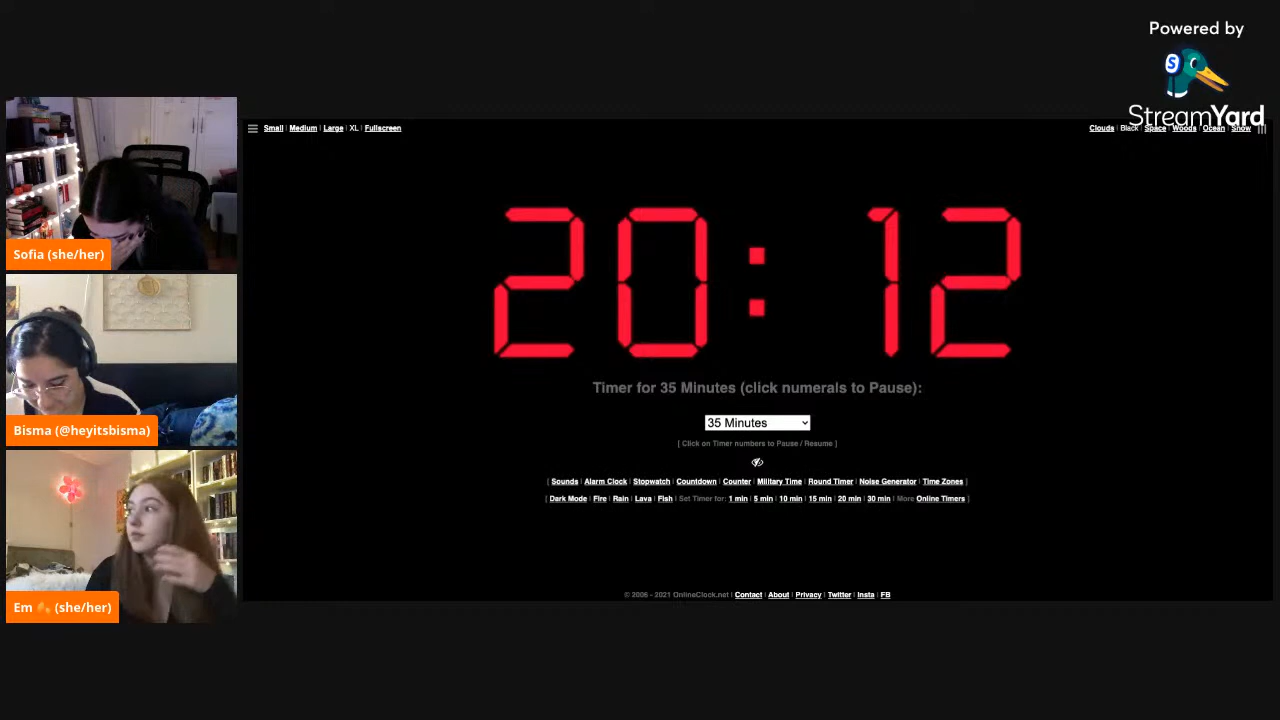 Powered by
StreamYard
Small | Medium | Large | XL | Fullscreen
Clouds | Black | Space | Woods | Ocean | Snow
20:12
Timer for 35 Minutes (click numerals to Pause):
35 Minutes
[ Click on Timer numbers to Pause / Resume ]
[ Sounds | Alarm Clock | Stopwatch | Countdown | Counter | Military Time | Round Timer | Noise Generator | Time Zones ]
[ Dark Mode | Fire | Rain | Lava | Fish | Set Timer for: 1 min | 5 min | 10 min | 15 min | 20 min | 30 min | More Online Timers ]
© 2006 - 2021 OnlineClock.net | Contact | About | Privacy | Twitter | Insta | FB
Sofia (she/her)
Bisma (@heyitsbisma)
Em 🍂 (she/her)